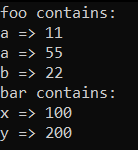 foo contains:
a => 11
a => 55
b => 22
bar contains:
x => 100
y => 200